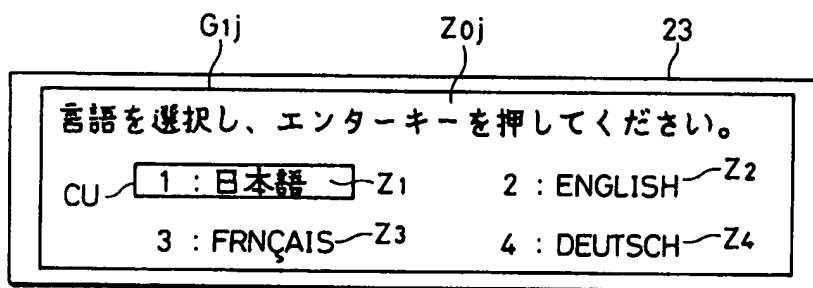 G1j Z0j 23
言語を選択し、エンターキーを押してください。
CU 1 : 日本語 Z1 2 : ENGLISH Z2
3 : FRNÇAIS Z3 4 : DEUTSCH Z4